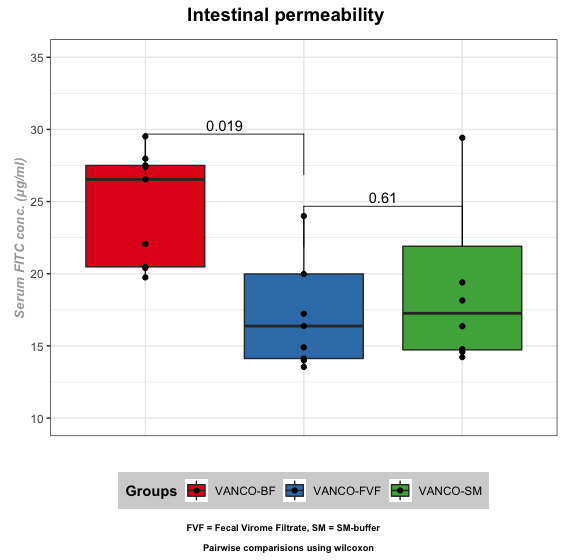 Intestinal permeability
Serum FITC conc. (µg/ml)
35
30
25
20
15
10
0.019
0.61
Groups VANCO-BF VANCO-FVF VANCO-SM
FVF = Fecal Virome Filtrate, SM = SM-buffer
Pairwise comparisions using wilcoxon